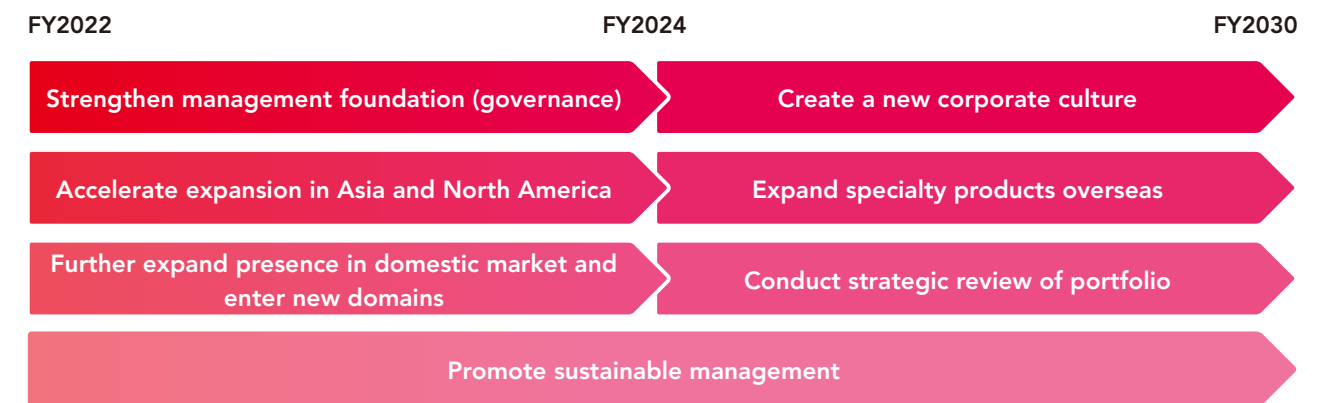 FY2022
FY2024
FY2030
Strengthen management foundation (governance)
Create a new corporate culture
Accelerate expansion in Asia and North America
Expand specialty products overseas
Further expand presence in domestic market and
enter new domains
Conduct strategic review of portfolio
Promote sustainable management